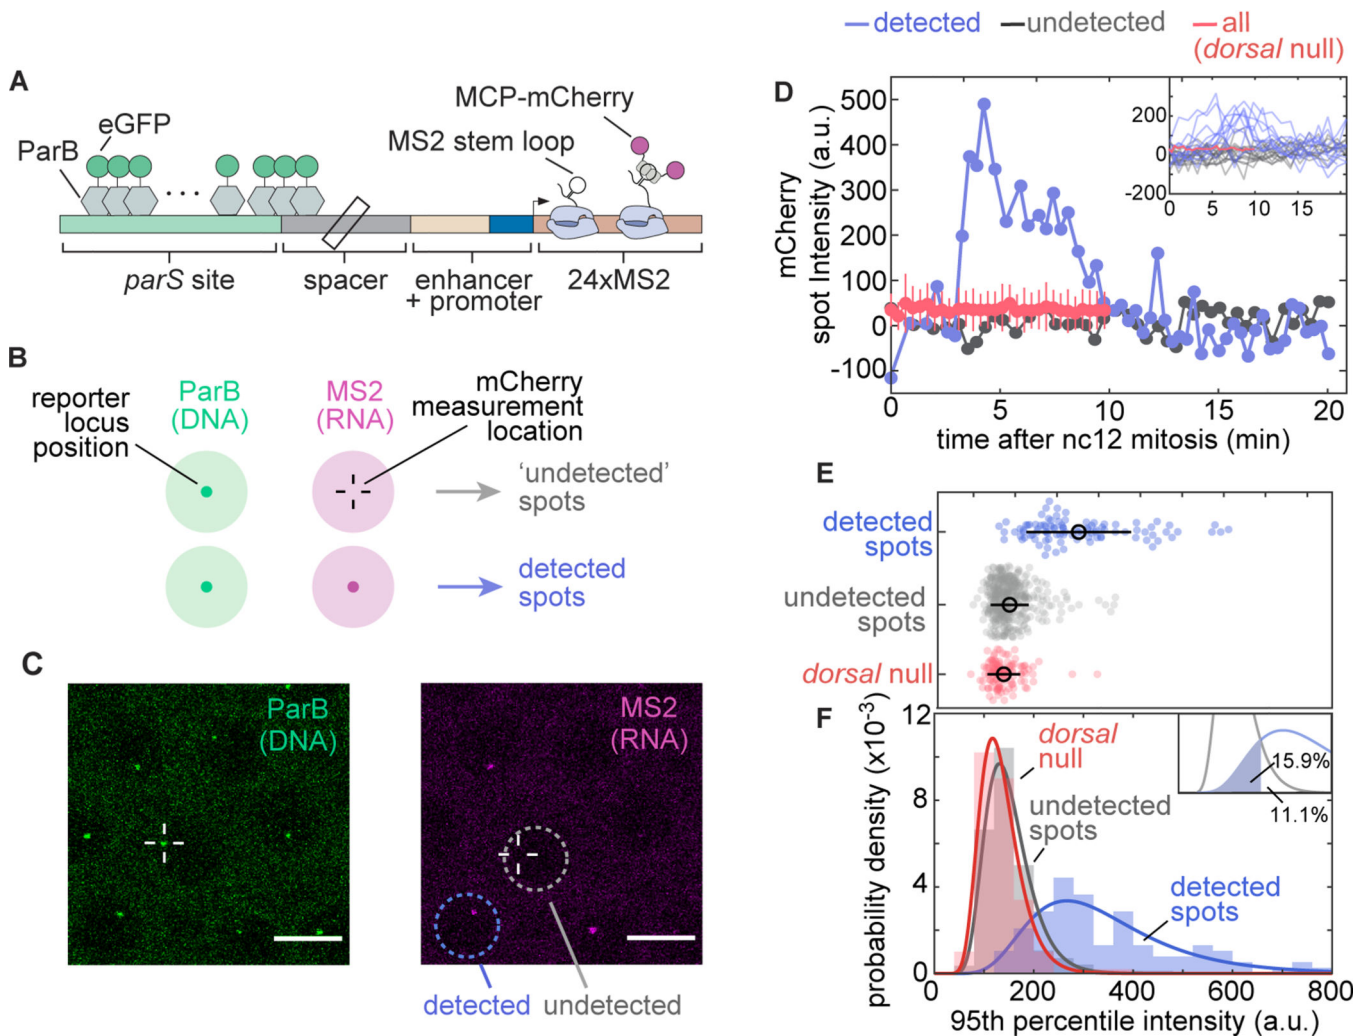 A
ParB
eGFP
MCP-mCherry
MS2 stem loop
parS site
spacer
enhancer
+ promoter
24xMS2
B
reporter
locus
position
ParB
(DNA)
MS2
(RNA)
mCherry
measurement
location
'undetected'
spots
detected
spots
C
ParB
(DNA)
MS2
(RNA)
detected
undetected
detected
undetected
all
(dorsal null)
D
mCherry
spot Intensity (a.u.)
500
400
300
200
100
0
-100
0
5
10
15
20
time after nc12 mitosis (min)
200
0
-200
0
5
10
15
E
detected
spots
undetected
spots
dorsal null
F
probability density (x10-3)
12
8
4
0
dorsal
null
undetected
spots
detected
spots
15.9%
11.1%
0
200
400
600
800
95th percentile intensity (a.u.)